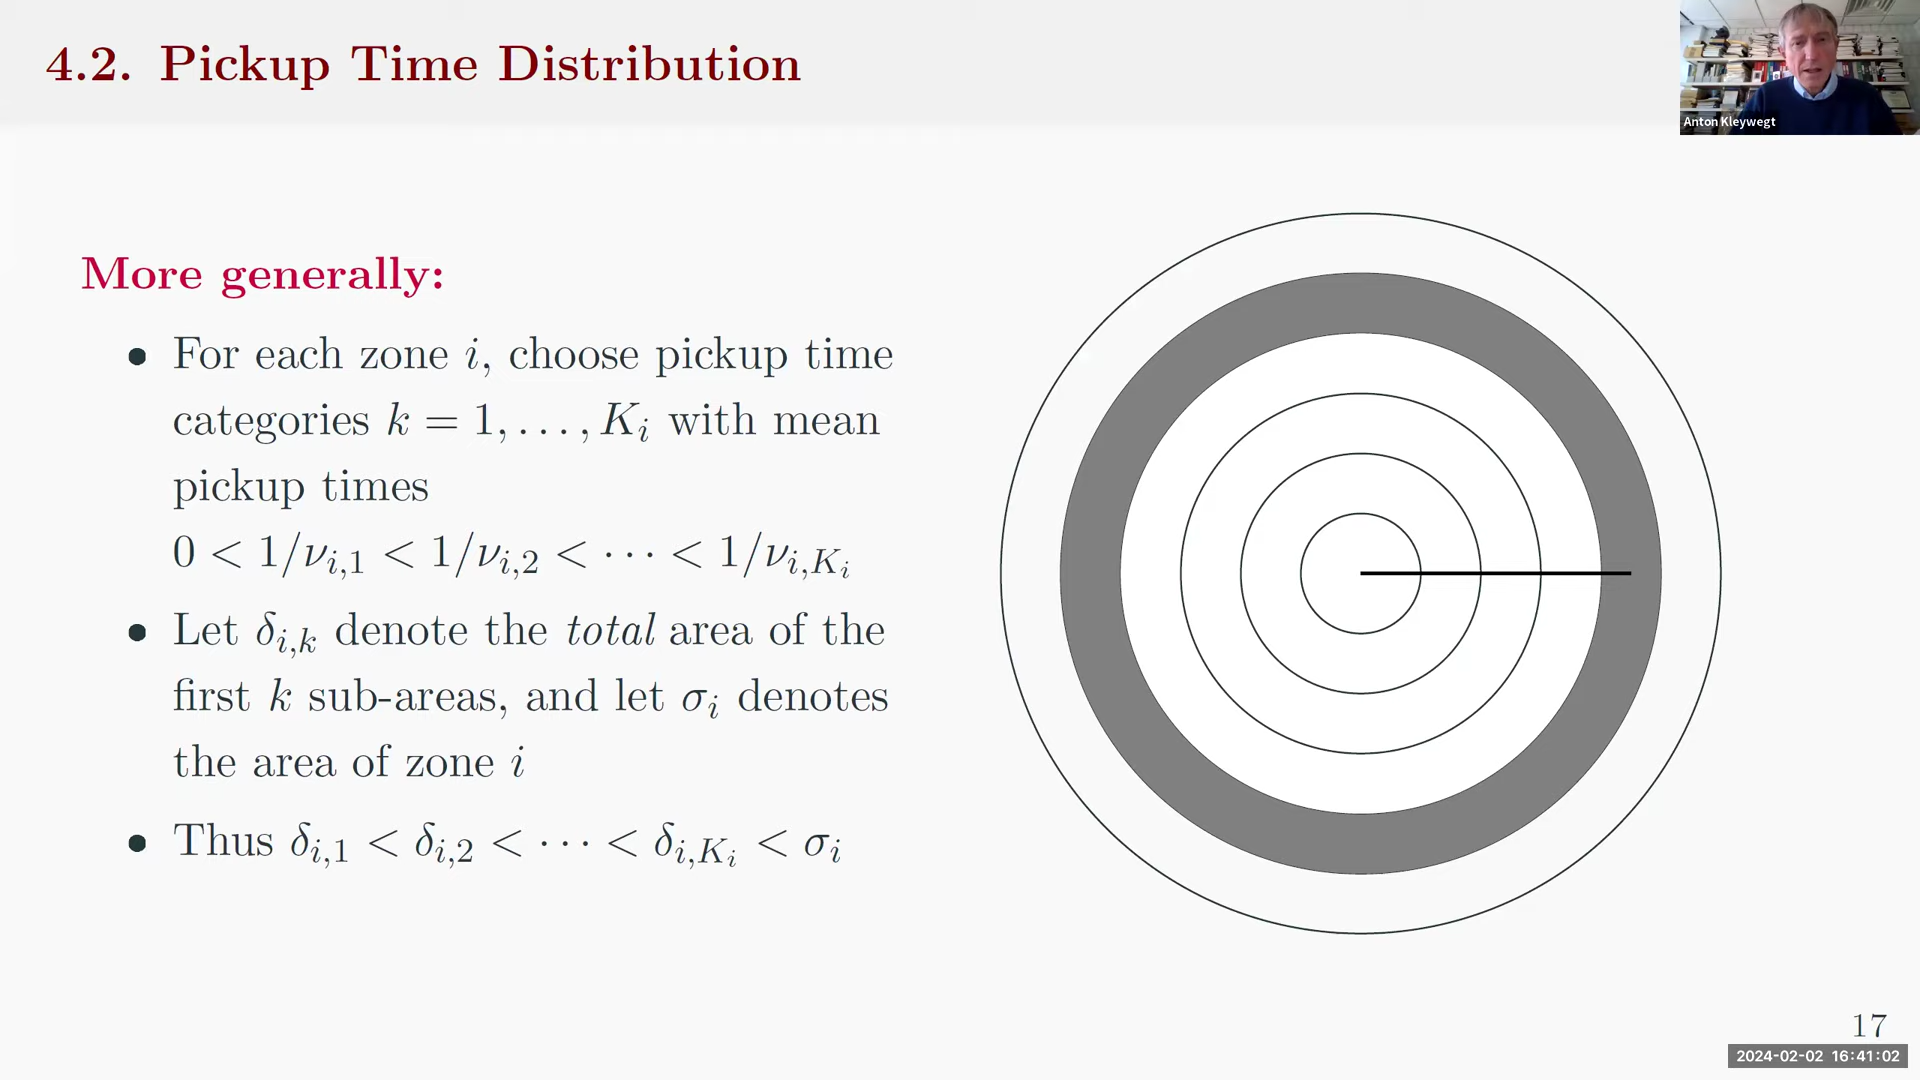 4.2. Pickup Time Distribution
Anton Kleywegt
More generally:
• For each zone i, choose pickup time
categories k = 1, . . . , K_i with mean
pickup times
0 < 1/ν_{i,1} < 1/ν_{i,2} < · · · < 1/ν_{i,K_i}
• Let δ_{i,k} denote the total area of the
first k sub-areas, and let σ_i denotes
the area of zone i
• Thus δ_{i,1} < δ_{i,2} < · · · < δ_{i,K_i} < σ_i
17
2024-02-02 16:41:02